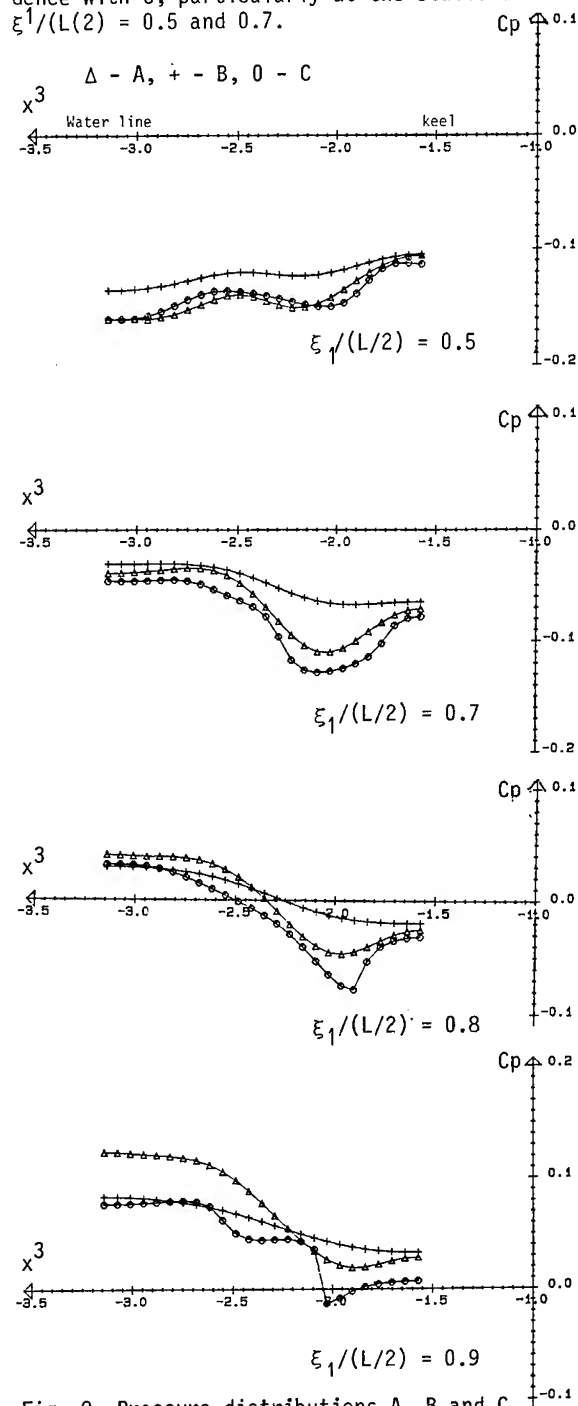 ξ¹/(L(2) = 0.5 and 0.7.
Cp 0.1
Δ - A, + - B, O - C
x³
Water line keel
0.0
-3.5 -3.0 -2.5 -2.0 -1.5 -1.0
-0.1
ξ₁/(L/2) = 0.5
-0.2
Cp 0.1
x³
0.0
-3.5 -3.0 -2.5 -2.0 -1.5 -1.0
-0.1
ξ₁/(L/2) = 0.7
-0.2
Cp 0.1
x³
0.0
-3.5 -3.0 -2.5 -2.0 -1.5 -1.0
-0.1
ξ₁/(L/2) = 0.8
Cp 0.2
0.1
x³
0.0
-3.5 -3.0 -2.5 -2.0 -1.5 -1.0
ξ₁/(L/2) = 0.9
-0.1
Pressure distributions A, B and C